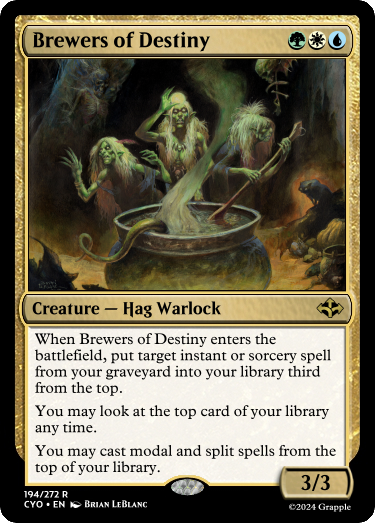 Brewers of Destiny
Creature — Hag Warlock
When Brewers of Destiny enters the
battlefield, put target instant or sorcery spell
from your graveyard into your library third
from the top.
You may look at the top card of your library
any time.
You may cast modal and split spells from the
top of your library.
3/3
194/272 R
CYO • EN Brian LeBlanc
©2024 Grapple